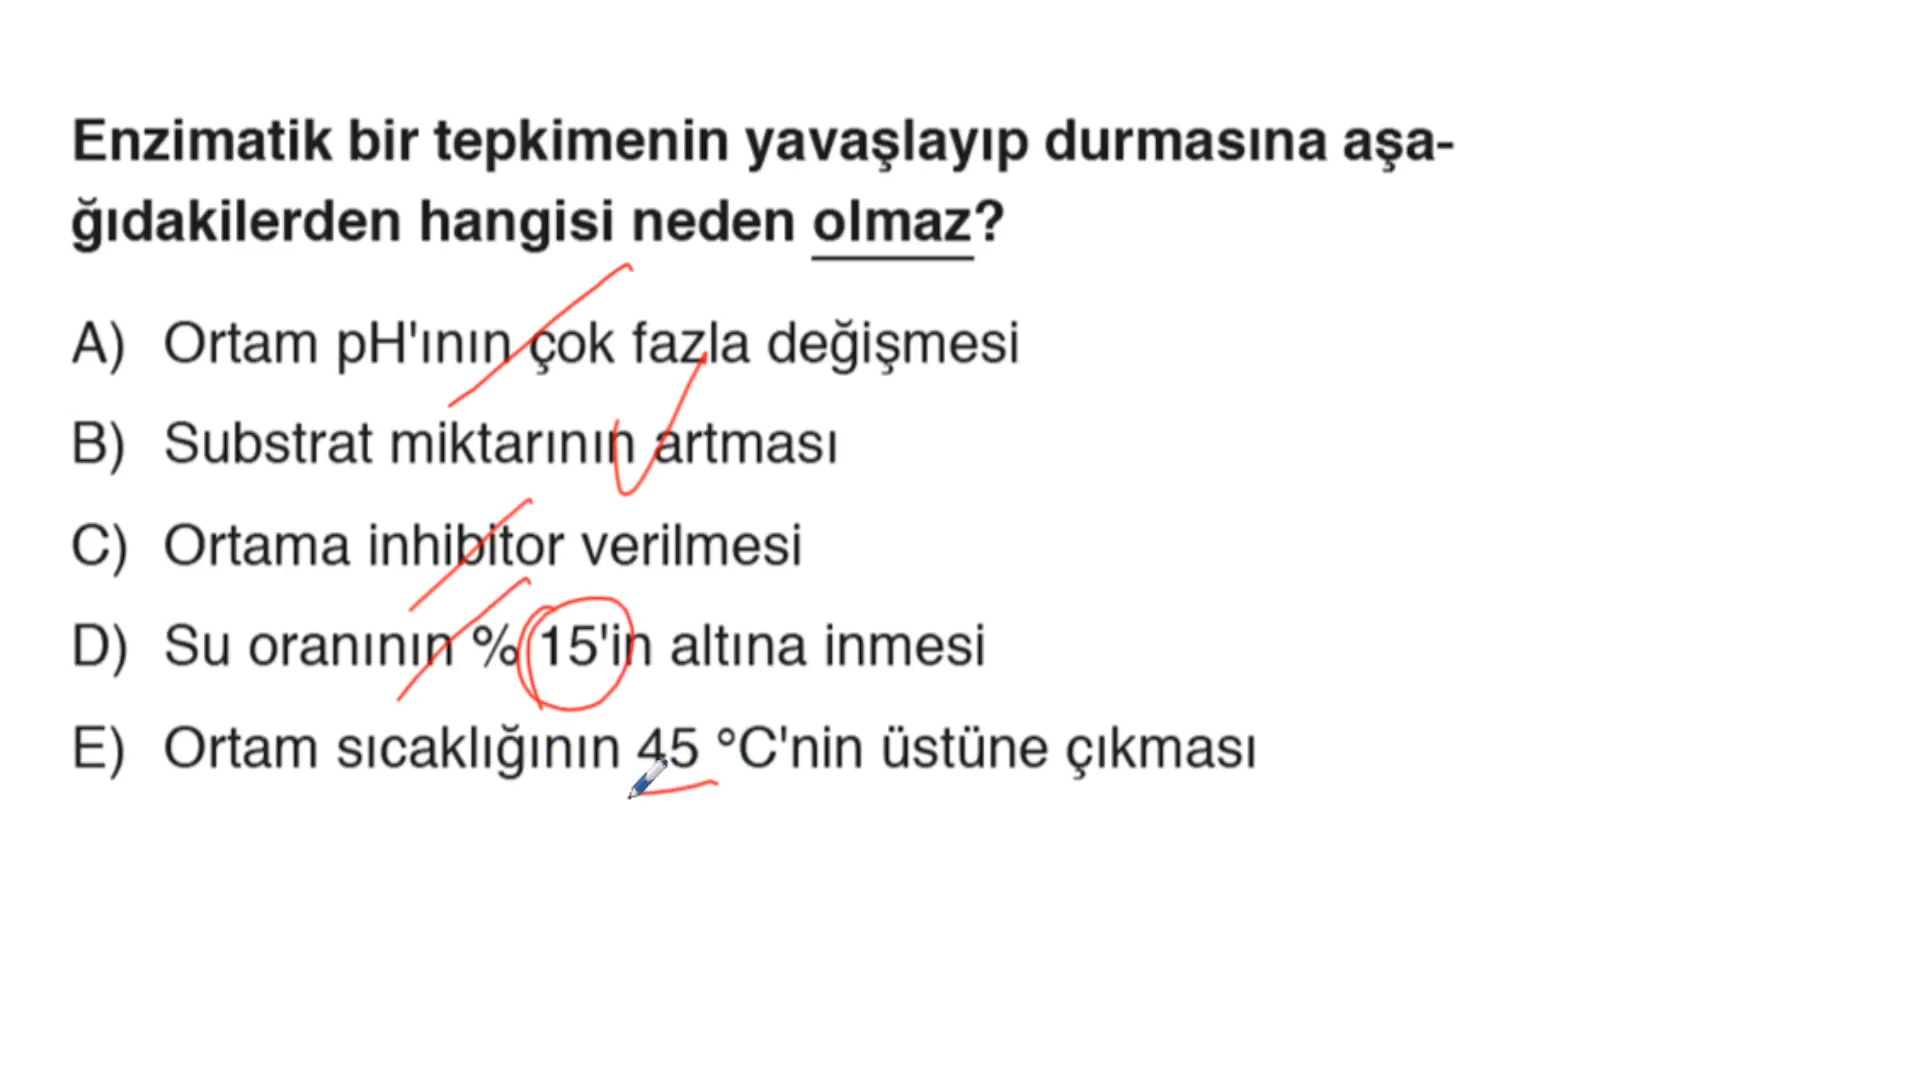 Enzimatik bir tepkimenin yavaşlayıp durmasına aşa-
ğıdakilerden hangisi neden olmaz?
A) Ortam pH'ının çok fazla değişmesi
B) Substrat miktarının artması
C) Ortama inhibitor verilmesi
D) Su oranının % 15'in altına inmesi
E) Ortam sıcaklığının 45 °C'nin üstüne çıkması